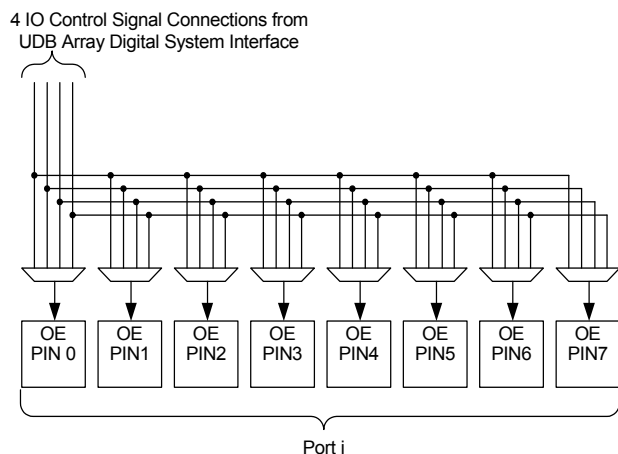 4 IO Control Signal Connections from
UDB Array Digital System Interface
OE OE OE OE OE OE OE OE
PIN 0 PIN1 PIN2 PIN3 PIN4 PIN5 PIN6 PIN7
Port i